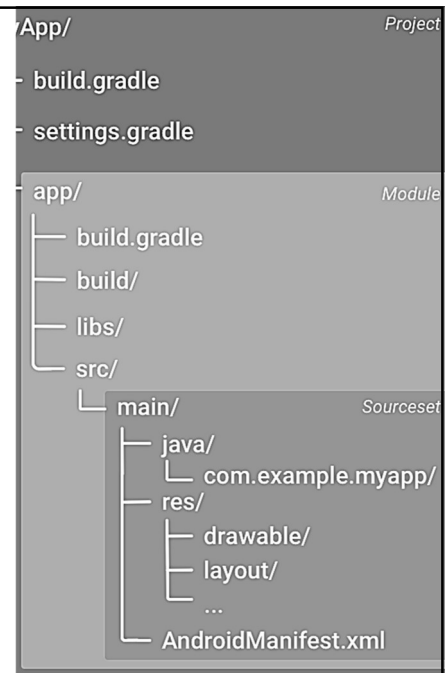 yApp/ Project
build.gradle
settings.gradle
app/ Module
build.gradle
build/
libs/
src/
main/ Sourceset
java/
com.example.myapp/
res/
drawable/
layout/
...
AndroidManifest.xml